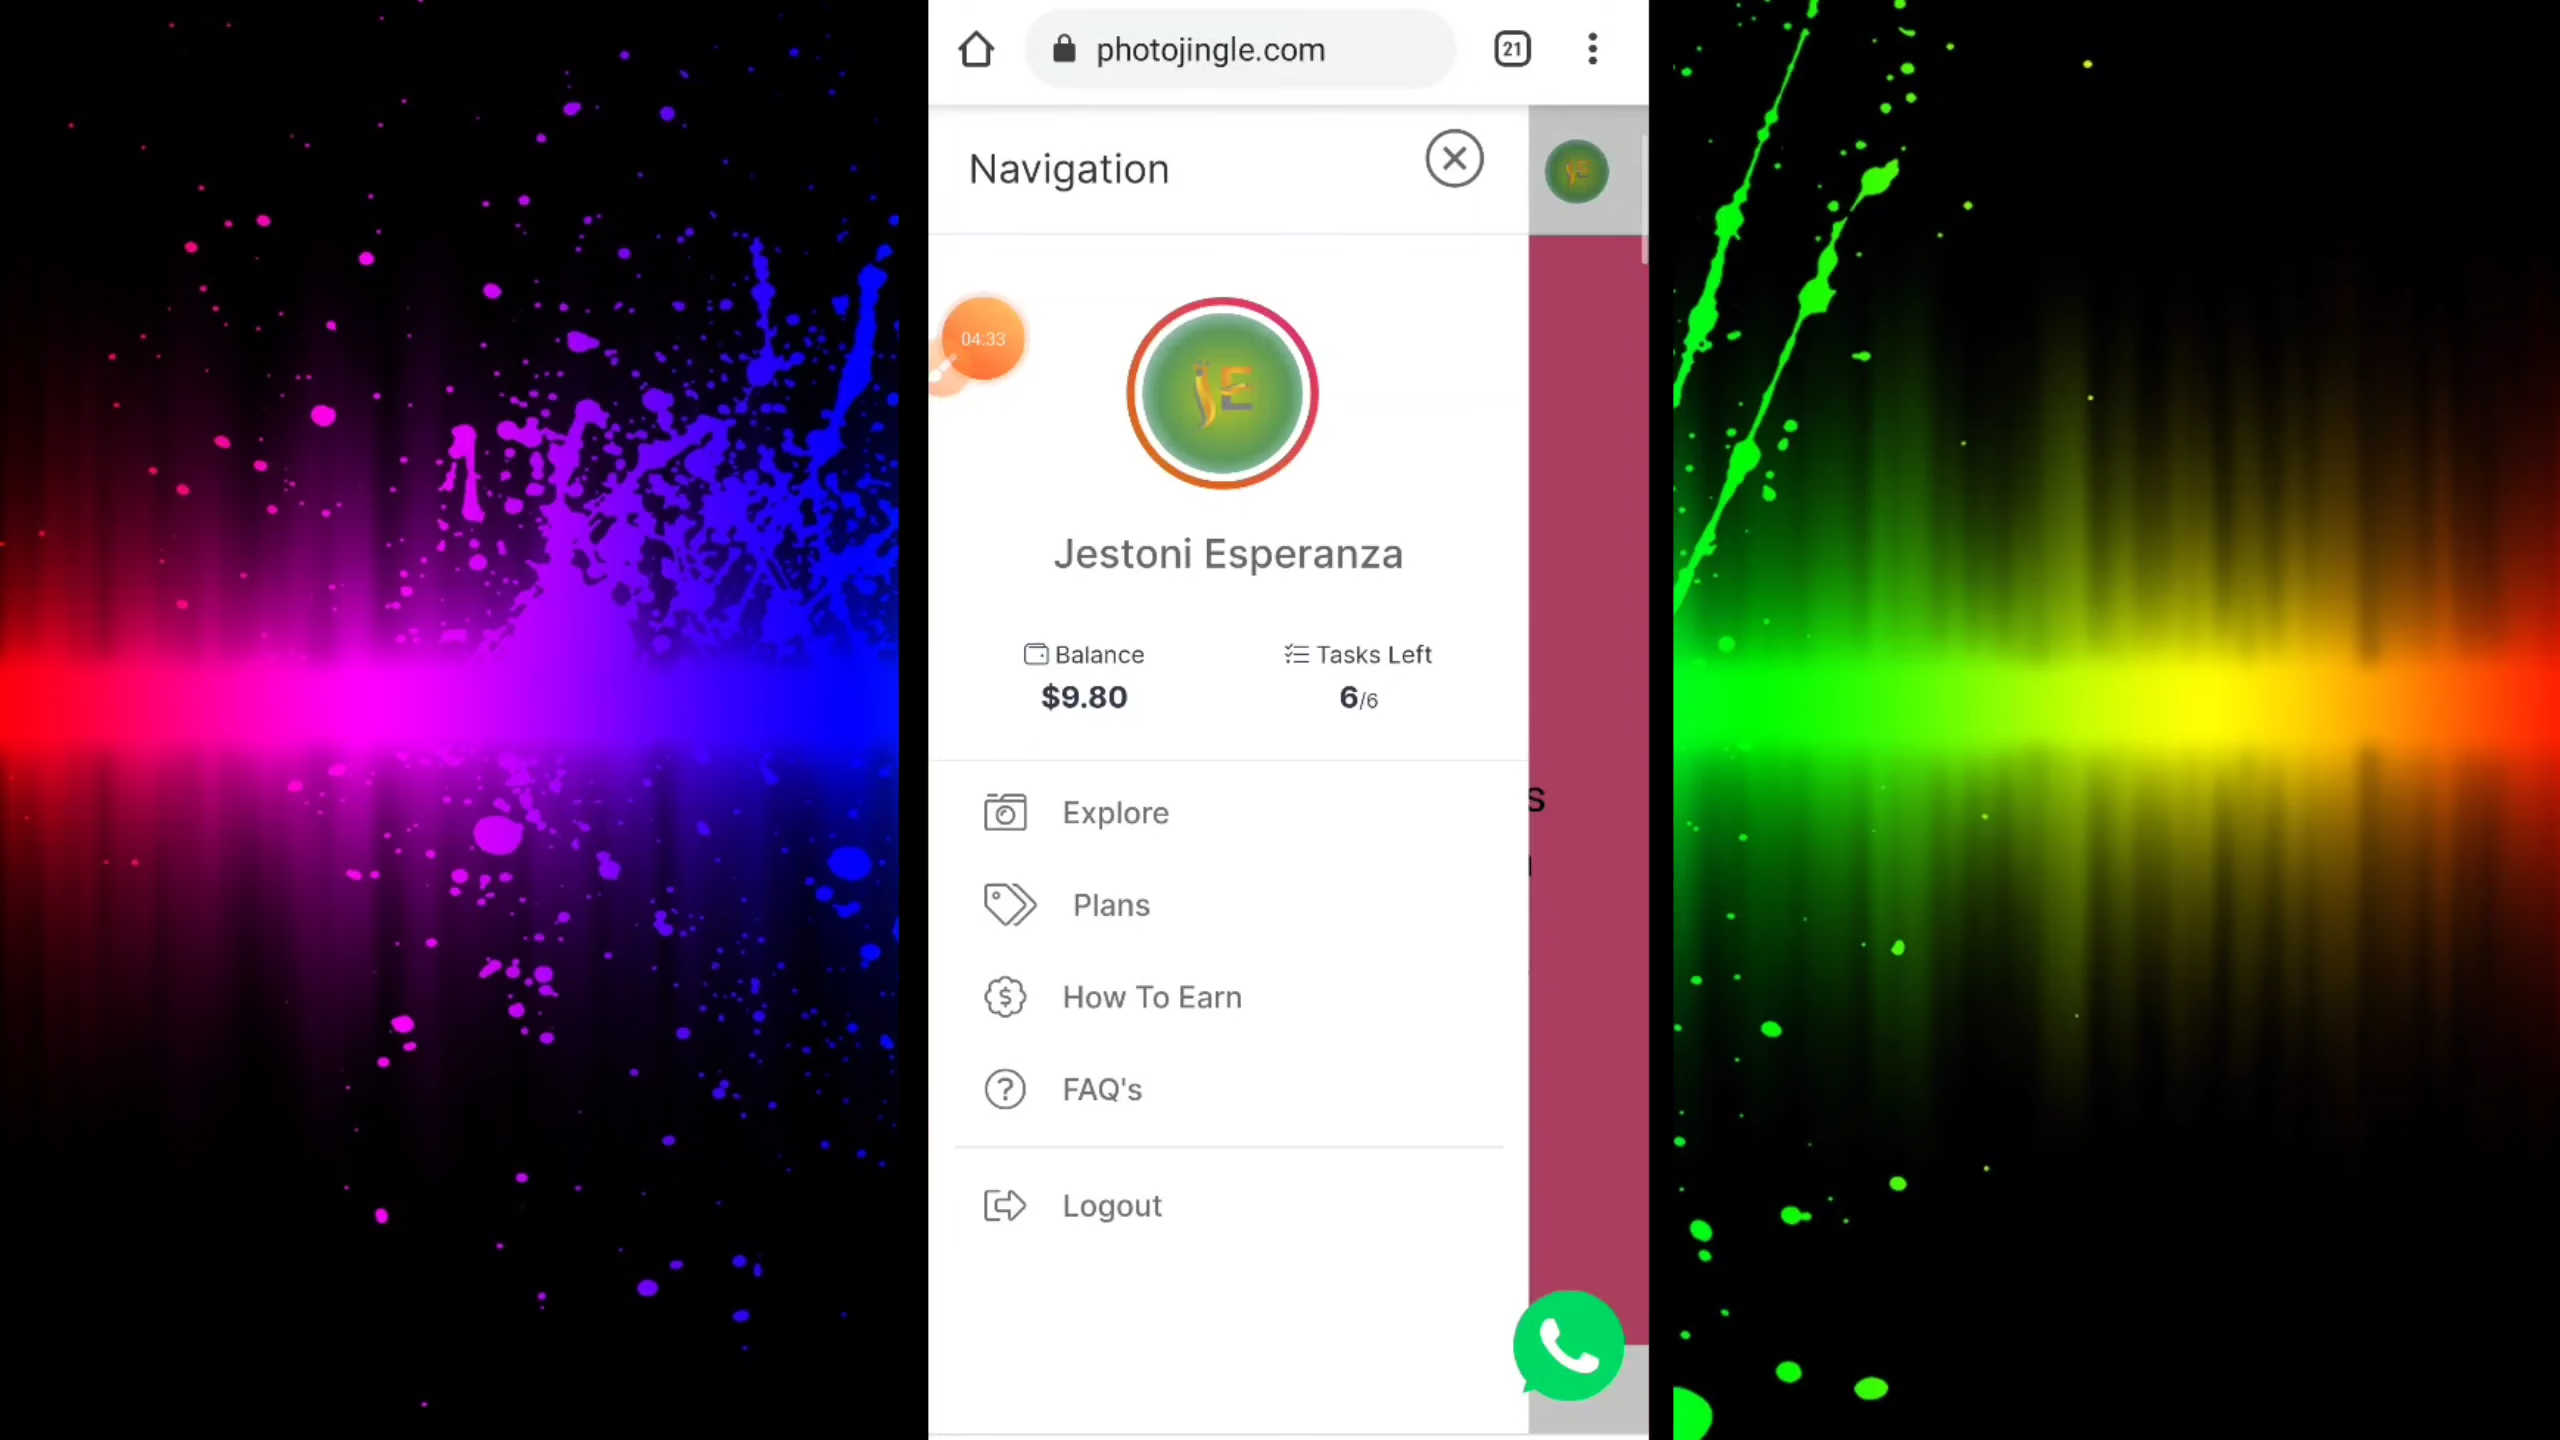 photojingle.com
21
Navigation
04:33
JE
Jestoni Esperanza
Balance
Tasks Left
$9.80
6/6
Explore
s
Plans
How To Earn
FAQ's
Logout